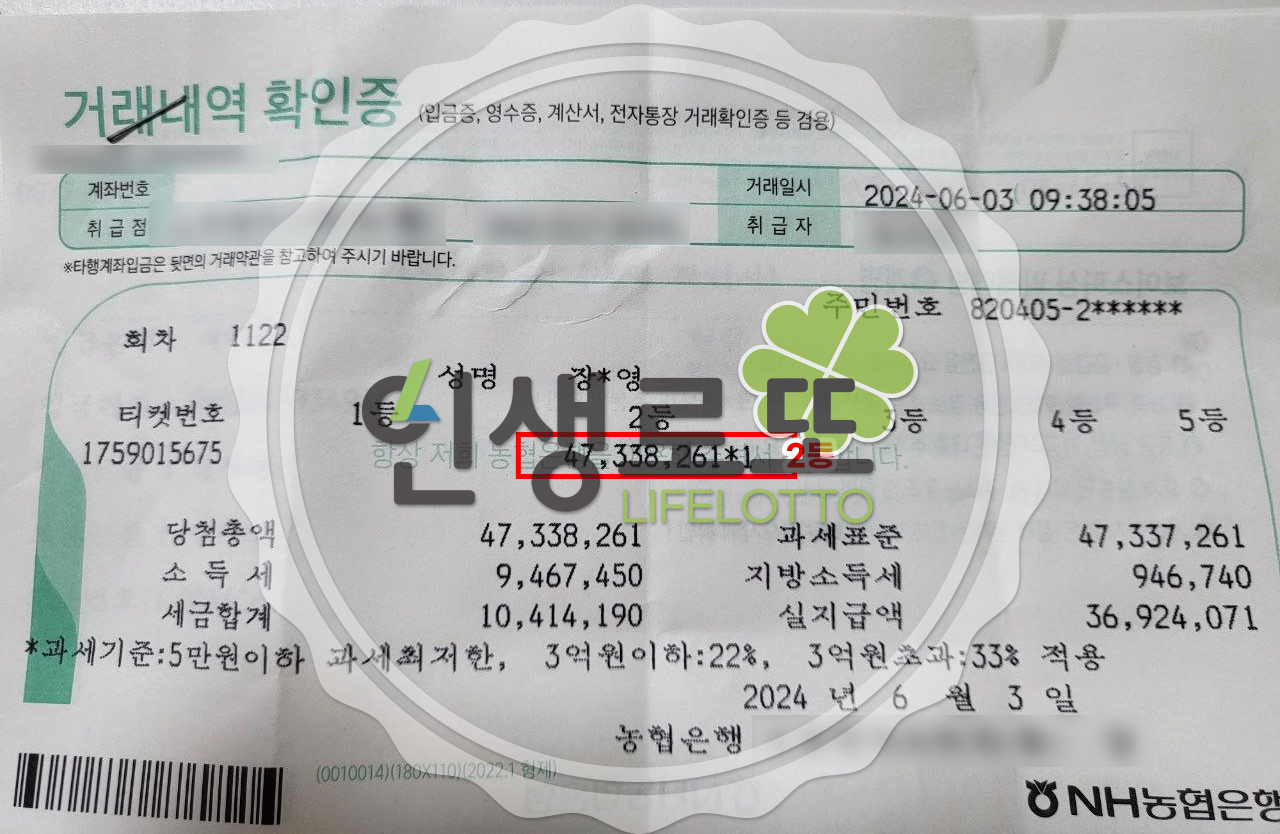 거래내역 확인증 (입금증, 영수증, 계산서, 전자통장 거래확인증 등 겸용)
계좌번호 거래일시 2024-06-03 09:38:05
취급점 취급자
※타행계좌입금은 뒷면의 거래약관을 참고하여 주시기 바랍니다.
주민번호 820405-2******
회차 1122
성명 장*영
티켓번호 1등 2등 3등 4등 5등
1759015675 47,338,261*1 2등
항상 저희 농협은행을
인생르또
LIFELOTTO
당첨총액 47,338,261 과세표준 47,337,261
소 득 세 9,467,450 지방소득세 946,740
세금합계 10,414,190 실지급액 36,924,071
*과세기준:5만원이하 과세최저한, 3억원이하:22%, 3억원초과:33% 적용
2024 년 6 월 3 일
농협은행
(0010014)(180X110)(2022.1 형제)
NH농협은행